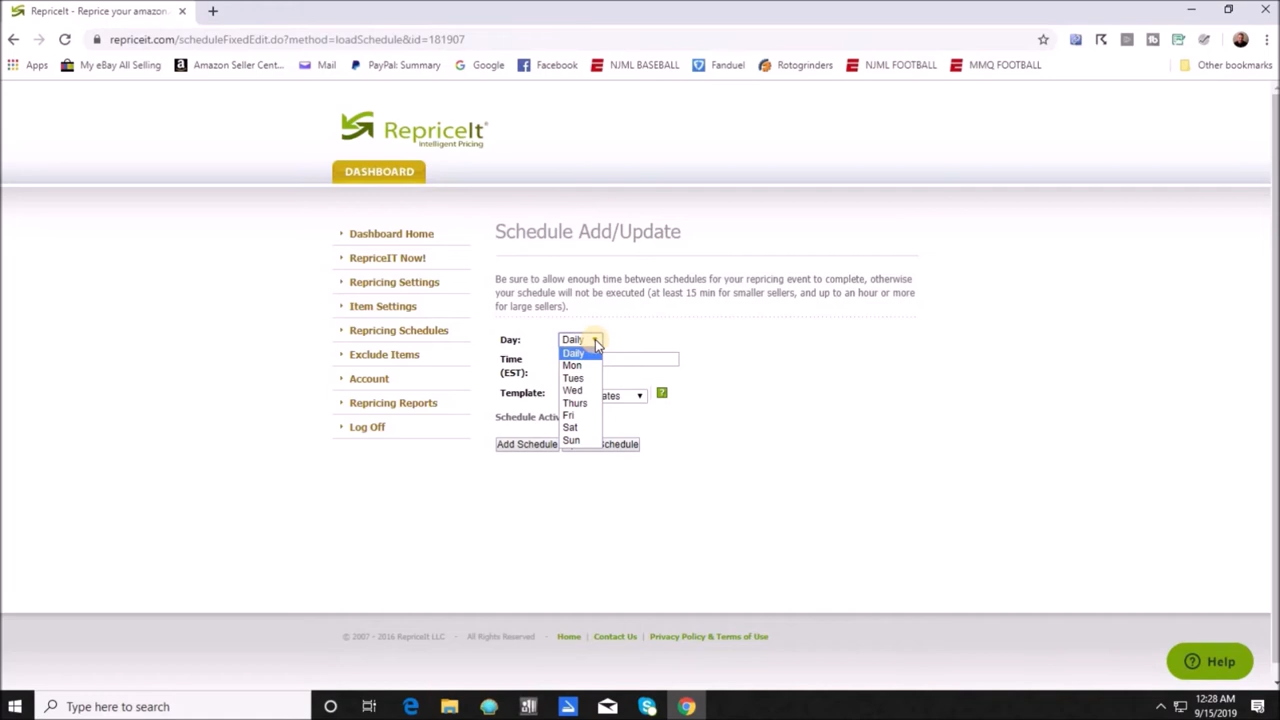 RepriceIt - Reprice your amazon
repriceit.com/scheduleFixedEdit.do?method=loadSchedule&id=181907
Apps My eBay All Selling Amazon Seller Cent... Mail PayPal: Summary Google Facebook NJML BASEBALL Fanduel Rotogrinders NJML FOOTBALL MMQ FOOTBALL Other bookmarks
RepriceIt®
Intelligent Pricing
DASHBOARD
Dashboard Home
RepriceIT Now!
Repricing Settings
Item Settings
Repricing Schedules
Exclude Items
Account
Repricing Reports
Log Off
Schedule Add/Update
Be sure to allow enough time between schedules for your repricing event to complete, otherwise
your schedule will not be executed (at least 15 min for smaller sellers, and up to an hour or more
for large sellers).
Day: Daily
Daily
Mon
Tues
Wed
Thurs
Fri
Sat
Sun
Time
(EST):
Template: ates ?
Schedule Acti
Add Schedule Schedule
© 2007 - 2016 RepriceIt LLC - All Rights Reserved - Home | Contact Us | Privacy Policy & Terms of Use
? Help
Type here to search
12:28 AM
9/15/2019